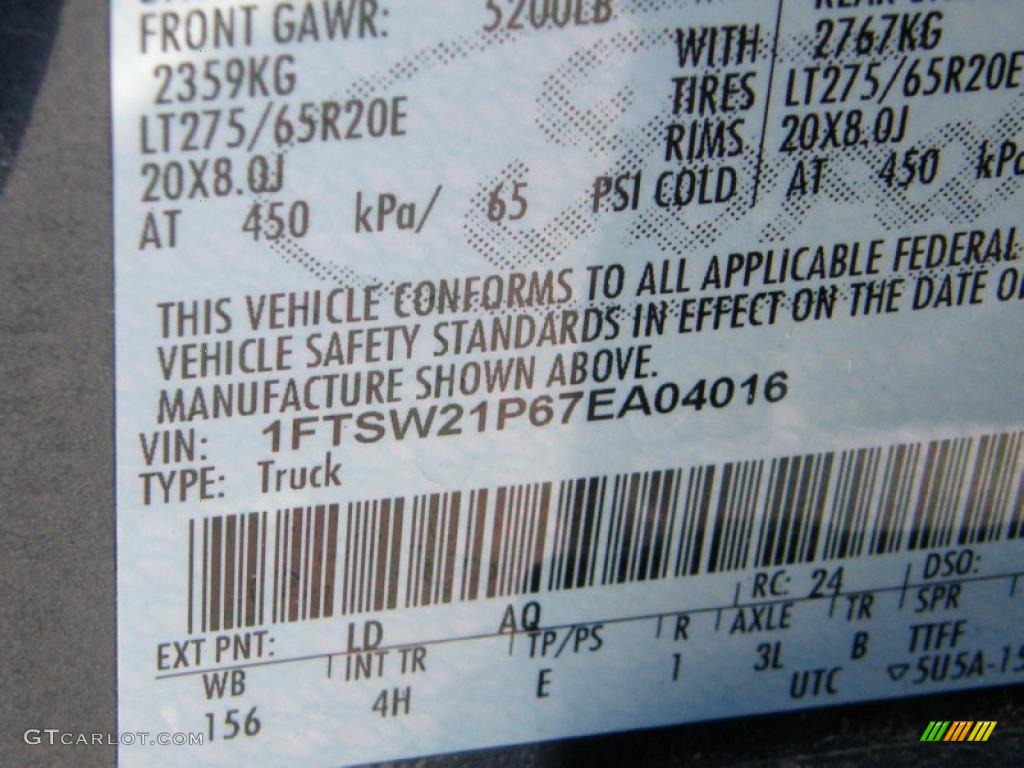 FRONT GAWR: 5200LB
2359KG WITH 2767KG
LT275/65R20E TIRES LT275/65R20E
20X8.0J RIMS 20X8.0J
AT 450 kPa/ 65 PSI COLD AT 450
THIS VEHICLE CONFORMS TO ALL APPLICABLE FEDERAL
VEHICLE SAFETY STANDARDS IN EFFECT ON THE DATE
MANUFACTURE SHOWN ABOVE.
VIN: 1FTSW21P67EA04016
TYPE: Truck
EXT PNT: LD AQ RC: 24 DSO:
WB INT TR TP/PS R AXLE TR SPR
156 4H E 1 3L B TTFF
UTC ▽5U5A-15
GTCARLOT.COM